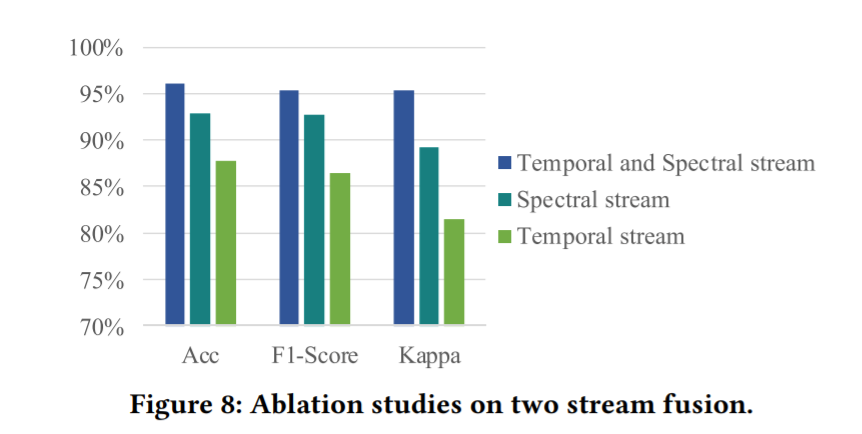 100%
95%
90%
85%
80%
75%
70%
Acc
F1-Score
Kappa
Temporal and Spectral stream
Spectral stream
Temporal stream
Figure 8: Ablation studies on two stream fusion.